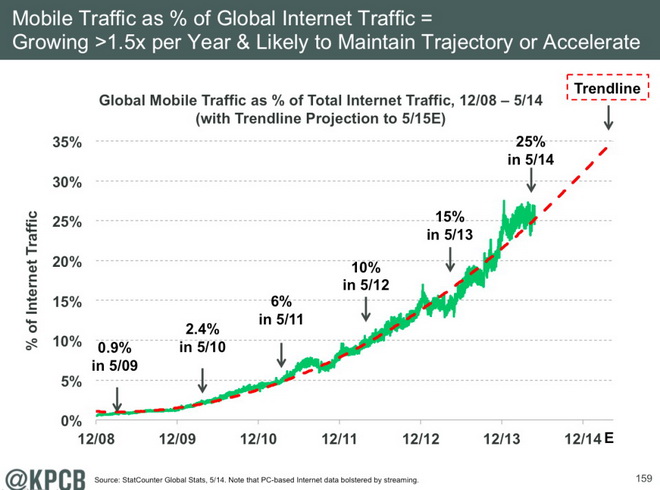 Mobile Traffic as % of Global Internet Traffic =
Growing >1.5x per Year & Likely to Maintain Trajectory or Accelerate
Trendline
Global Mobile Traffic as % of Total Internet Traffic, 12/08 – 5/14
(with Trendline Projection to 5/15E)
% of Internet Traffic
35%
30%
25%
20%
15%
10%
5%
0%
0.9%
in 5/09
2.4%
in 5/10
6%
in 5/11
10%
in 5/12
15%
in 5/13
25%
in 5/14
12/08 12/09 12/10 12/11 12/12 12/13 12/14 E
@KPCB
Source: StatCounter Global Stats, 5/14. Note that PC-based Internet data bolstered by streaming.
159